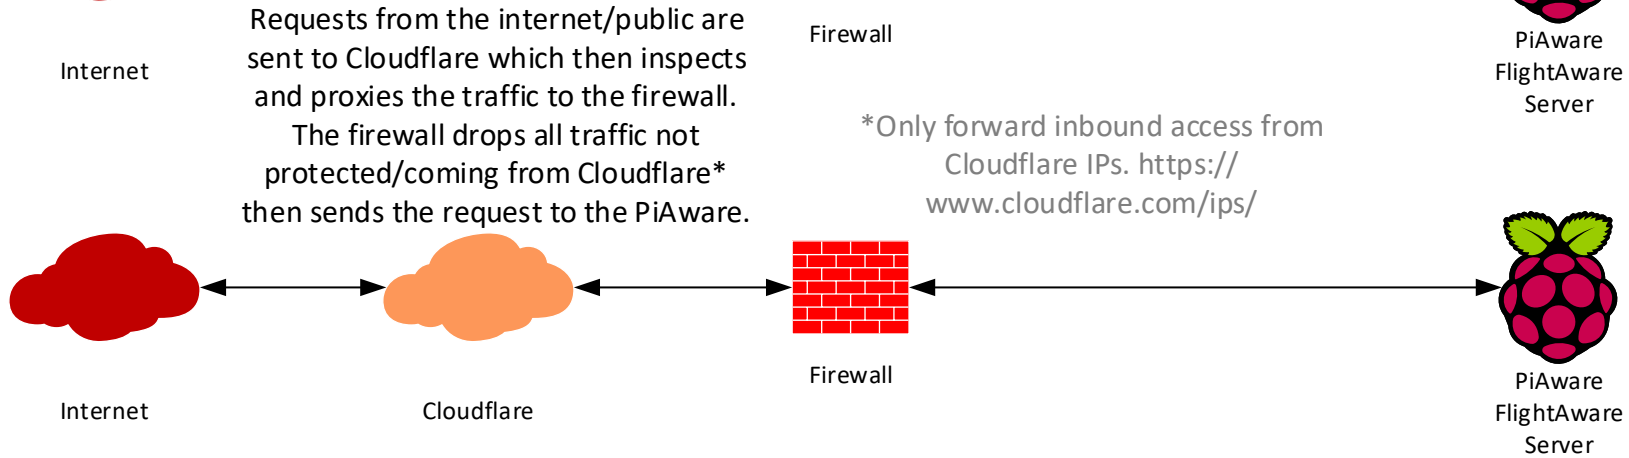 Requests from the internet/public are
sent to Cloudflare which then inspects
and proxies the traffic to the firewall.
The firewall drops all traffic not
protected/coming from Cloudflare*
then sends the request to the PiAware.
Internet
Firewall
PiAware
FlightAware
Server
*Only forward inbound access from
Cloudflare IPs. https://
www.cloudflare.com/ips/
Internet
Cloudflare
Firewall
PiAware
FlightAware
Server